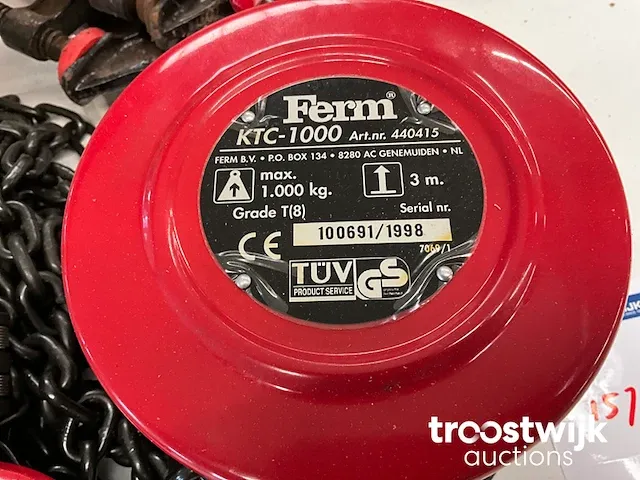 Ferm®
KTC-1000 Art.nr. 440415
FERM B.V. • P.O. BOX 134 • 8280 AC GENEMUIDEN • NL
max.
1.000 kg.
3 m.
Grade T(8)
Serial nr.
100691/1998
CE
7069/1
TÜV
PRODUCT SERVICE
GS
157
troostwijk
auctions